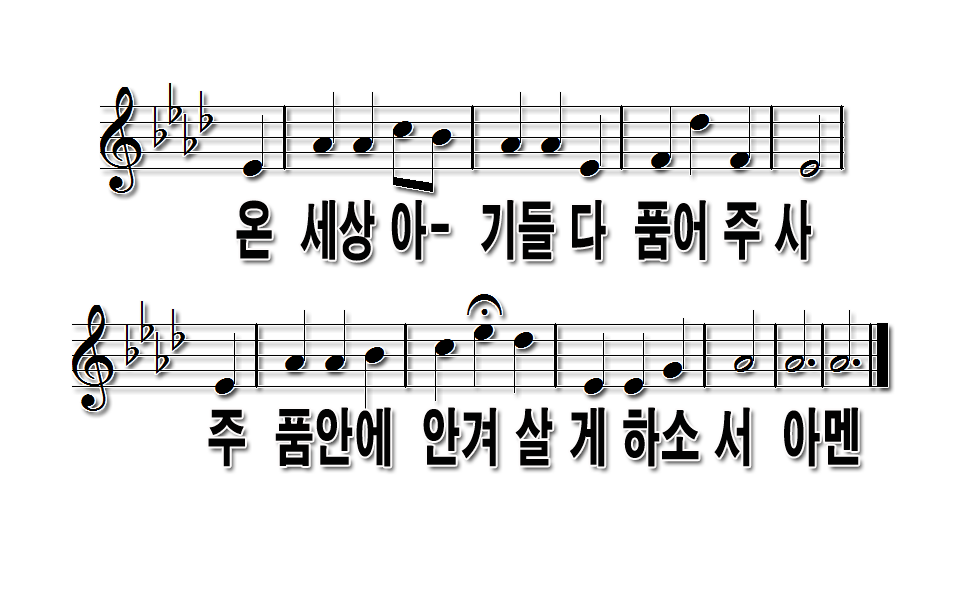 온 세상 아- 기들 다 품어 주 사
주 품안에 안겨 살 게 하소 서 아멘